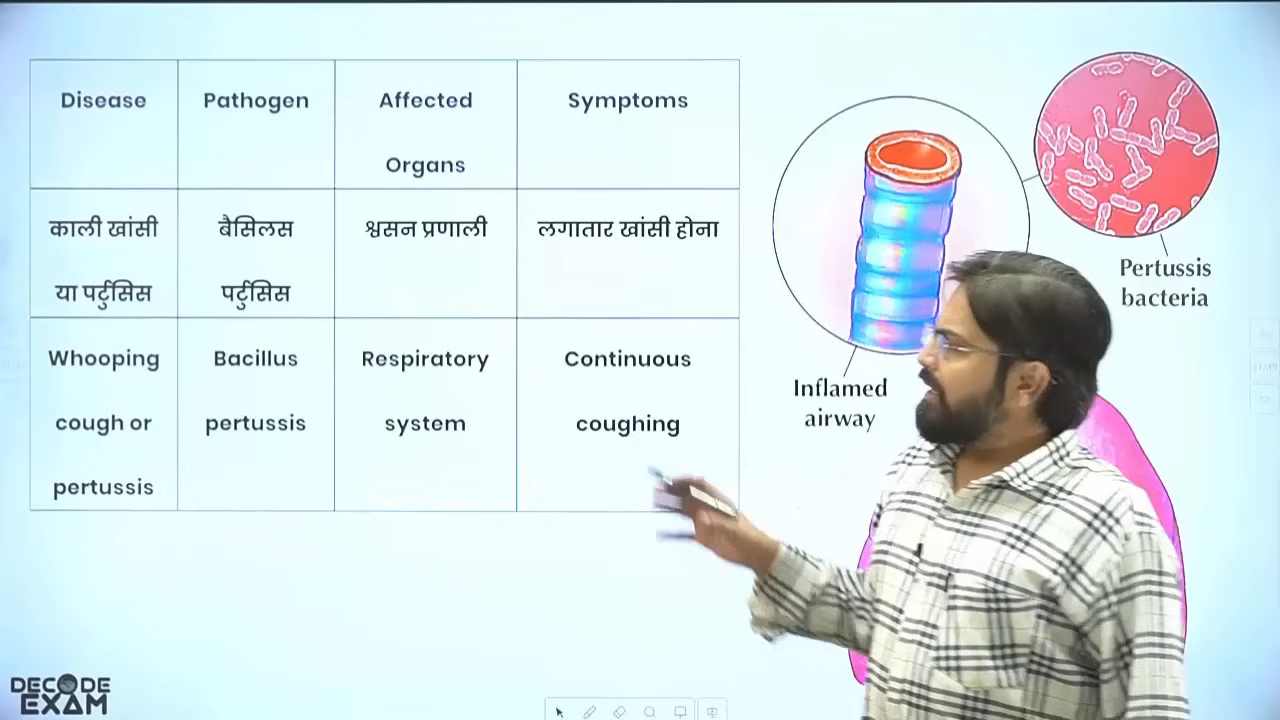 Disease
Pathogen
Affected
Organs
Symptoms
काली खांसी
या पर्टुसिस
बैसिलस
पर्टुसिस
श्वसन प्रणाली
लगातार खांसी होना
Whooping
cough or
pertussis
Bacillus
pertussis
Respiratory
system
Continuous
coughing
Pertussis
bacteria
Inflamed
airway
DECODE
EXAM